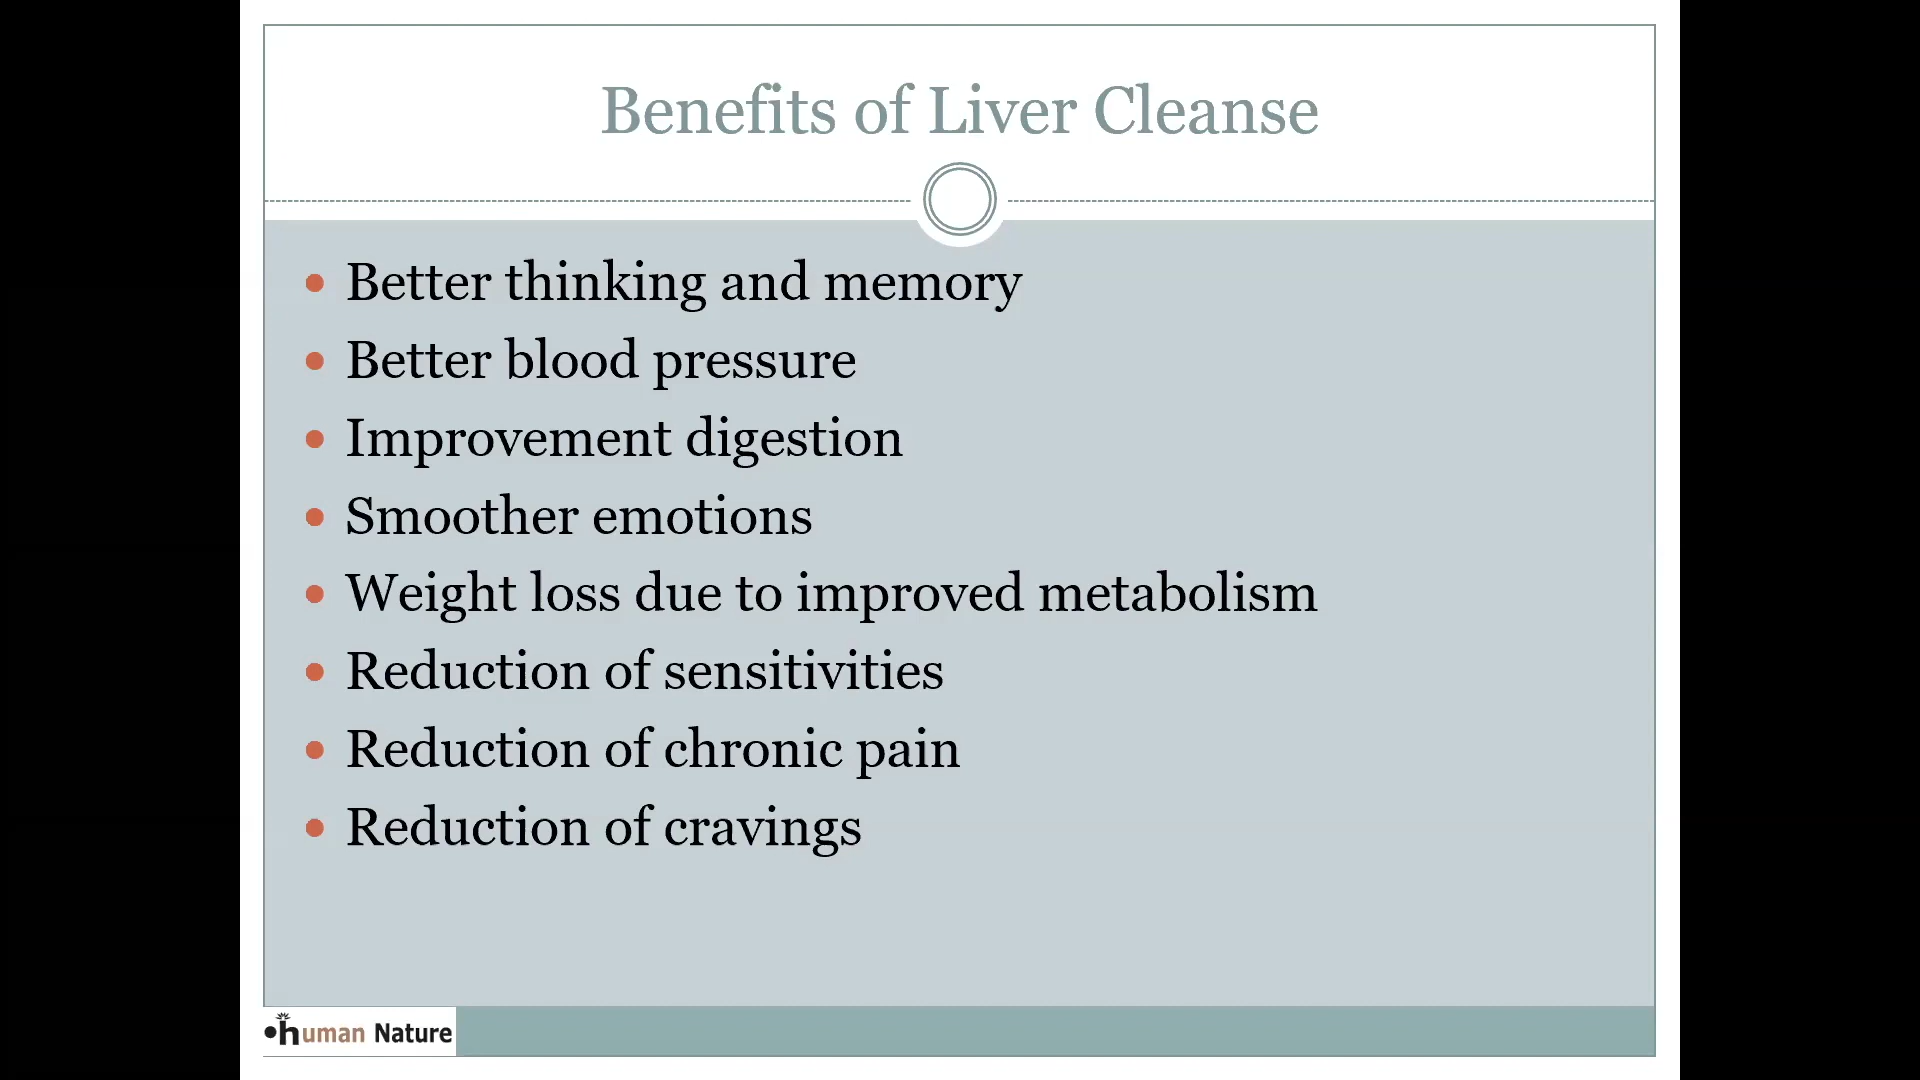 Benefits of Liver Cleanse
• Better thinking and memory
• Better blood pressure
• Improvement digestion
• Smoother emotions
• Weight loss due to improved metabolism
• Reduction of sensitivities
• Reduction of chronic pain
• Reduction of cravings
human Nature